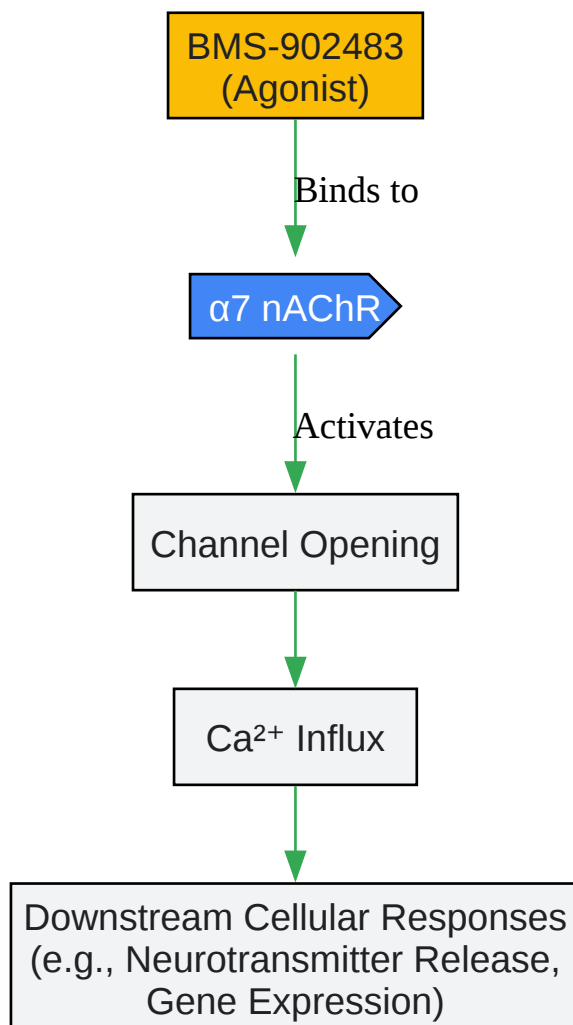 BMS-902483
(Agonist)
Binds to
α7 nAChR
Activates
Channel Opening
Ca²⁺ Influx
Downstream Cellular Responses
(e.g., Neurotransmitter Release,
Gene Expression)